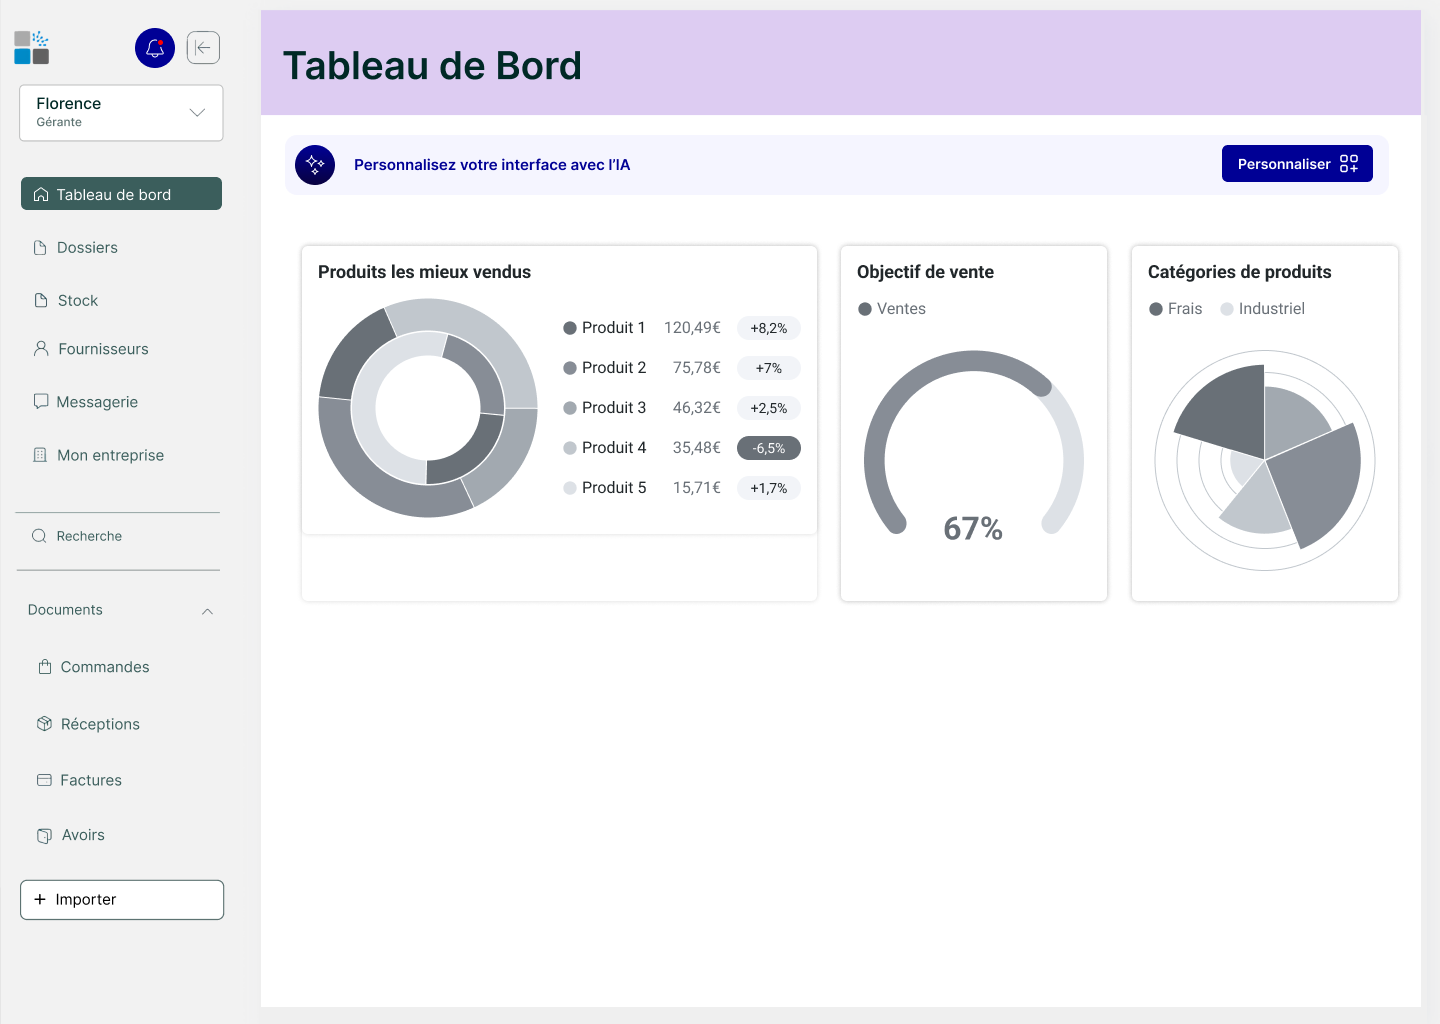 Florence
Gérante
Tableau de bord
Dossiers
Stock
Fournisseurs
Messagerie
Mon entreprise
Recherche
Documents
Commandes
Réceptions
Factures
Avoirs
+ Importer
Tableau de Bord
Personnalisez votre interface avec l'IA
Personnaliser
Produits les mieux vendus
Produit 1 120,49€ +8,2%
Produit 2 75,78€ +7%
Produit 3 46,32€ +2,5%
Produit 4 35,48€ -6,5%
Produit 5 15,71€ +1,7%
Objectif de vente
Ventes
67%
Catégories de produits
Frais Industriel